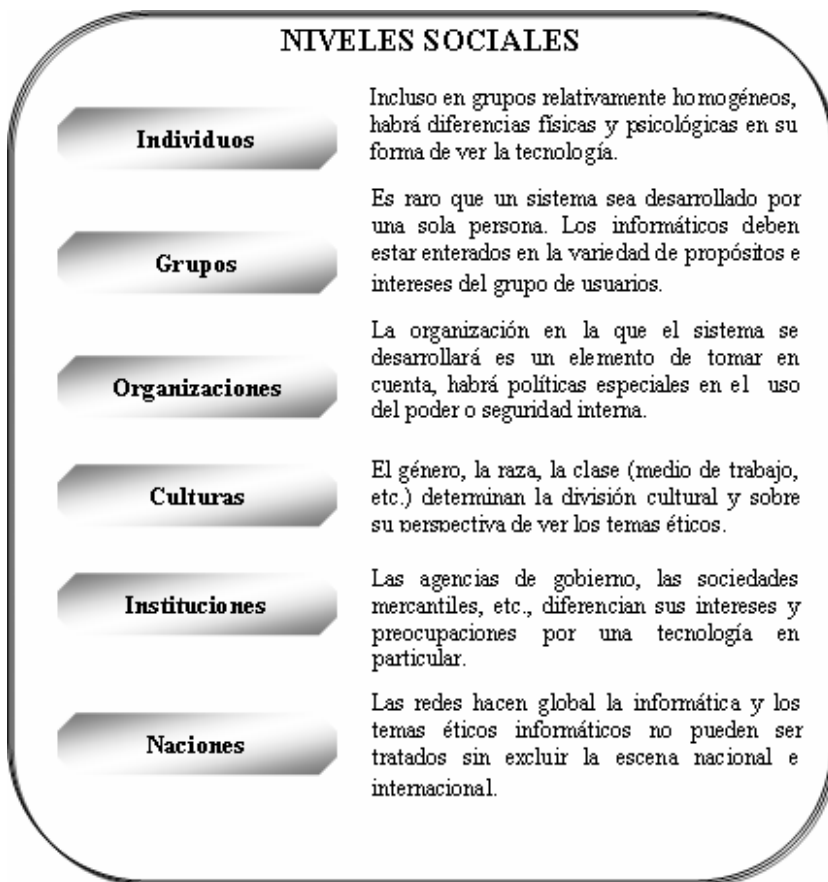 NIVELES SOCIALES
Individuos
Incluso en grupos relativamente homogéneos,
habrá diferencias físicas y psicológicas en su
forma de ver la tecnología.
Grupos
Es raro que un sistema sea desarrollado por
una sola persona. Los informáticos deben
estar enterados en la variedad de propósitos e
intereses del grupo de usuarios.
Organizaciones
La organización en la que el sistema se
desarrollará es un elemento de tomar en
cuenta, habrá políticas especiales en el uso
del poder o seguridad interna.
Culturas
El género, la raza, la clase (medio de trabajo,
etc.) determinan la división cultural y sobre
su perspectiva de ver los temas éticos.
Instituciones
Las agencias de gobierno, las sociedades
mercantiles, etc., diferencian sus intereses y
preocupaciones por una tecnología en
particular.
Naciones
Las redes hacen global la informática y los
temas éticos informáticos no pueden ser
tratados sin excluir la escena nacional e
internacional.